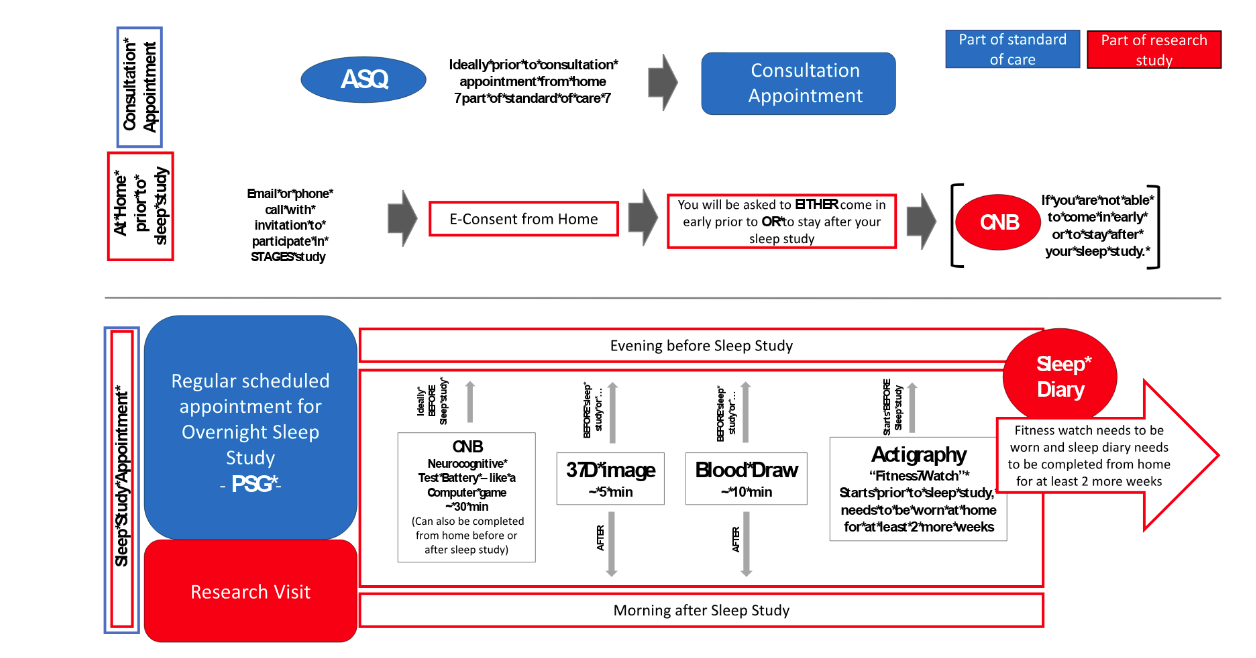 Part of standard
of care
Part of research
study
Consultation*
Appointment
ASQ
Ideally*prior*to*consultation*
appointment*from*home
7part*of*standard*of*care*7
Consultation
Appointment
At*Home*
prior*to*
sleep*study
Email*or*phone*
call*with*
invitation*to*
participate*in*
STAGES*study
E-Consent from Home
You will be asked to EITHER come in
early prior to OR*to stay after your
sleep study
CNB
If*you*are*not*able*
to*come*in*early*
or*to*stay*after*
your*sleep*study.*
Sleep*Study*Appointment*
Regular scheduled
appointment for
Overnight Sleep
Study
- PSG*-
Research Visit
Evening before Sleep Study
Ideally*
BEFORE
Sleep*study*
CNB
Neurocognitive*
Test*Battery*– like*a
Computer*game
~*30*min
(Can also be completed
from home before or
after sleep study)
BEFORE*sleep*
study*or*…
37D*image
~*5*min
AFTER
BEFORE*sleep*
study*or*…
Blood*Draw
~*10*min
AFTER
Starts*BEFORE
Sleep*study
Actigraphy
“Fitness7Watch”*
Starts*prior*to*sleep*study,*
needs*to*be*worn*at*home
for*at*least*2*more*weeks
Sleep*
Diary
Fitness watch needs to be
worn and sleep diary needs
to be completed from home
for at least 2 more weeks
Morning after Sleep Study